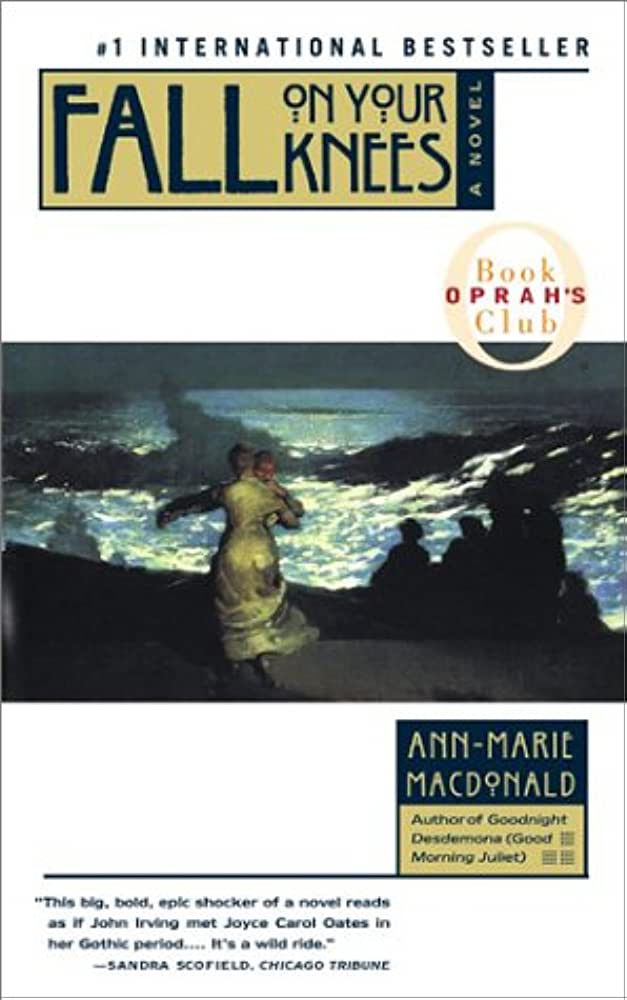 #1 INTERNATIONAL BESTSELLER
FALL ON YOUR
KNEES
A NOVEL
Book
OPRAH'S
Club
ANN-MARIE
MACDONALD
Author of Goodnight
Desdemona (Good
Morning Juliet)
"This big, bold, epic shocker of a novel reads
as if John Irving met Joyce Carol Oates in
her Gothic period.... It's a wild ride."
—SANDRA SCOFIELD, CHICAGO TRIBUNE